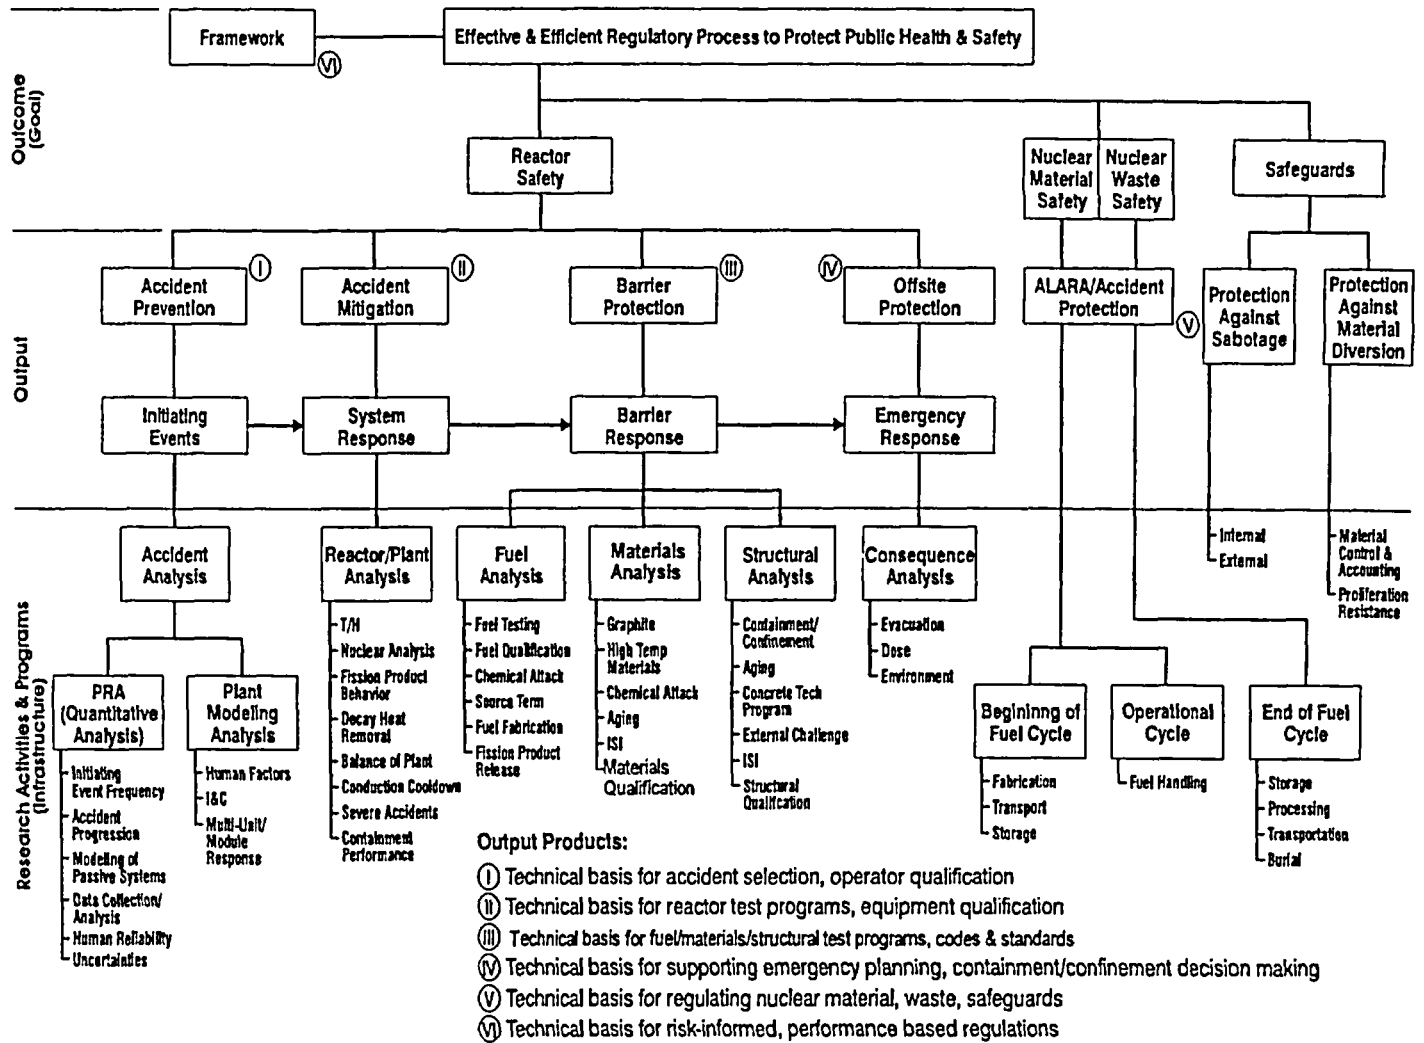 Outcome
(Goal)
Framework
VI
Effective & Efficient Regulatory Process to Protect Public Health & Safety
Reactor
Safety
Nuclear
Material
Safety
Nuclear
Waste
Safety
Safeguards
Output
Accident
Prevention
I
Accident
Mitigation
II
Barrier
Protection
III
IV
Offsite
Protection
ALARA/Accident
Protection
V
Protection
Against
Sabotage
Protection
Against
Material
Diversion
Initiating
Events
System
Response
Barrier
Response
Emergency
Response
Research Activities & Programs
(Infrastructure)
Accident
Analysis
Reactor/Plant
Analysis
Fuel
Analysis
Materials
Analysis
Structural
Analysis
Consequence
Analysis
Internal
External
Material
Control &
Accounting
Proliferation
Resistance
PRA
(Quantitative
Analysis)
Initiating
Event Frequency
Accident
Progression
Modeling of
Passive Systems
Data Collection/
Analysis
Human Reliability
Uncertainties
Plant
Modeling
Analysis
Human Factors
I&C
Multi-Unit/
Module
Response
T/H
Nuclear Analysis
Fission Product
Behavior
Decay Heat
Removal
Balance of Plant
Conduction Cooldown
Severe Accidents
Containment
Performance
Fuel Testing
Fuel Qualification
Chemical Attack
Source Term
Fuel Fabrication
Fission Product
Release
Graphite
High Temp
Materials
Chemical Attack
Aging
ISI
Materials
Qualification
Containment/
Confinement
Aging
Concrete Tech
Program
External Challenge
ISI
Structural
Qualification
Evacuation
Dose
Environment
Begininng of
Fuel Cycle
Fabrication
Transport
Storage
Operational
Cycle
Fuel Handling
End of Fuel
Cycle
Storage
Processing
Transportation
Burial
Output Products:
I Technical basis for accident selection, operator qualification
II Technical basis for reactor test programs, equipment qualification
III Technical basis for fuel/materials/structural test programs, codes & standards
IV Technical basis for supporting emergency planning, containment/confinement decision making
V Technical basis for regulating nuclear material, waste, safeguards
VI Technical basis for risk-informed, performance based regulations